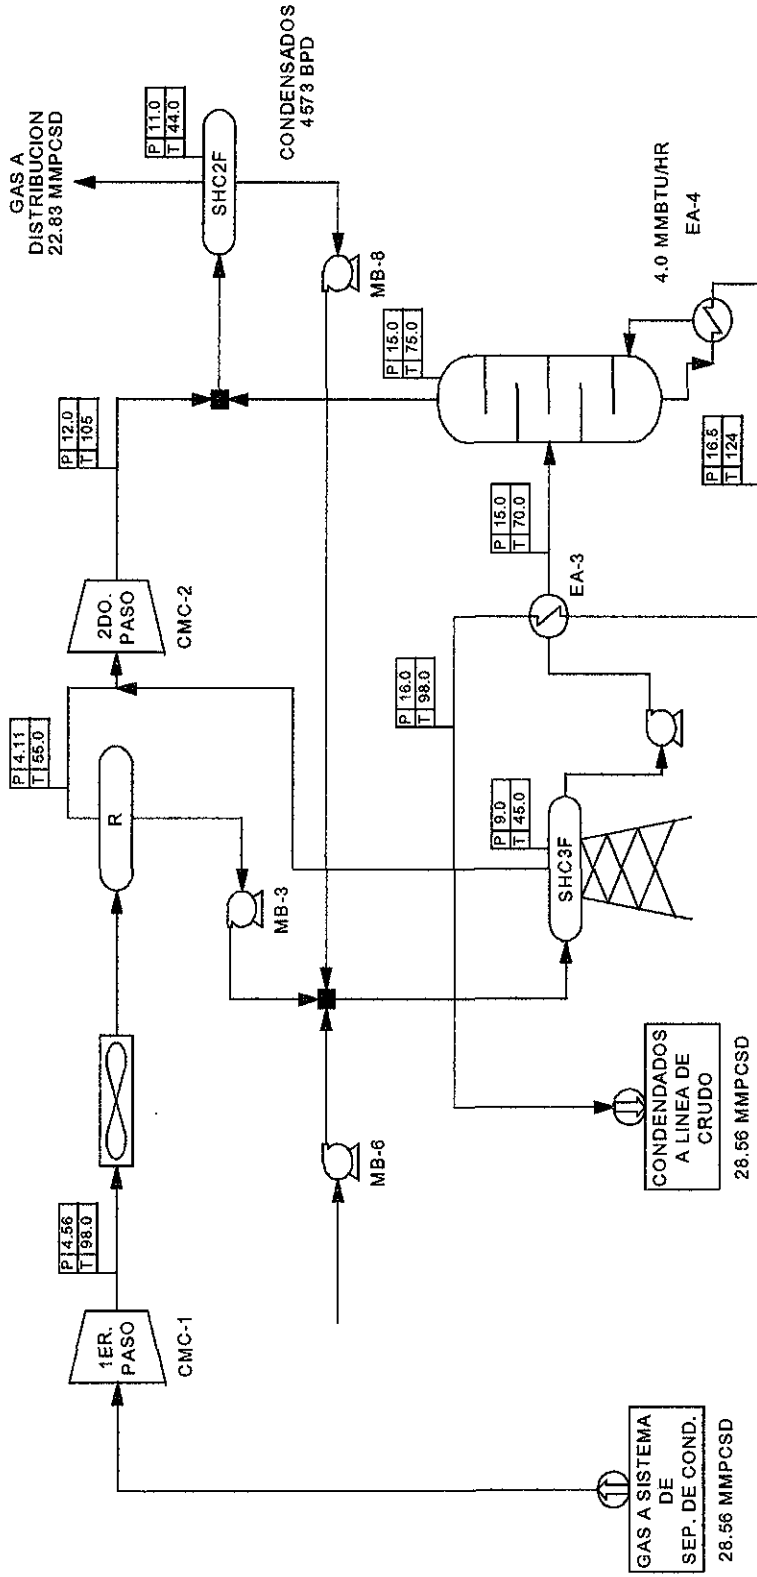 GAS A
DISTRIBUCION
22.83 MMPCSD
P 11.0
T 44.0
SHC2F
CONDENSADOS
4573 BPD
MB-8
P 12.0
T 105
2DO.
PASO
CMC-2
P 4.11
T 55.0
R
MB-3
P 4.56
T 98.0
1ER.
PASO
CMC-1
MB-6
P 15.0
T 75.0
4.0 MMBTU/HR
EA-4
P 16.5
T 124
P 15.0
T 70.0
EA-3
P 16.0
T 98.0
P 9.0
T 45.0
SHC3F
CONDENDADOS
A LINEA DE
CRUDO
28.56 MMPCSD
GAS A SISTEMA
DE
SEP. DE COND.
28.56 MMPCSD